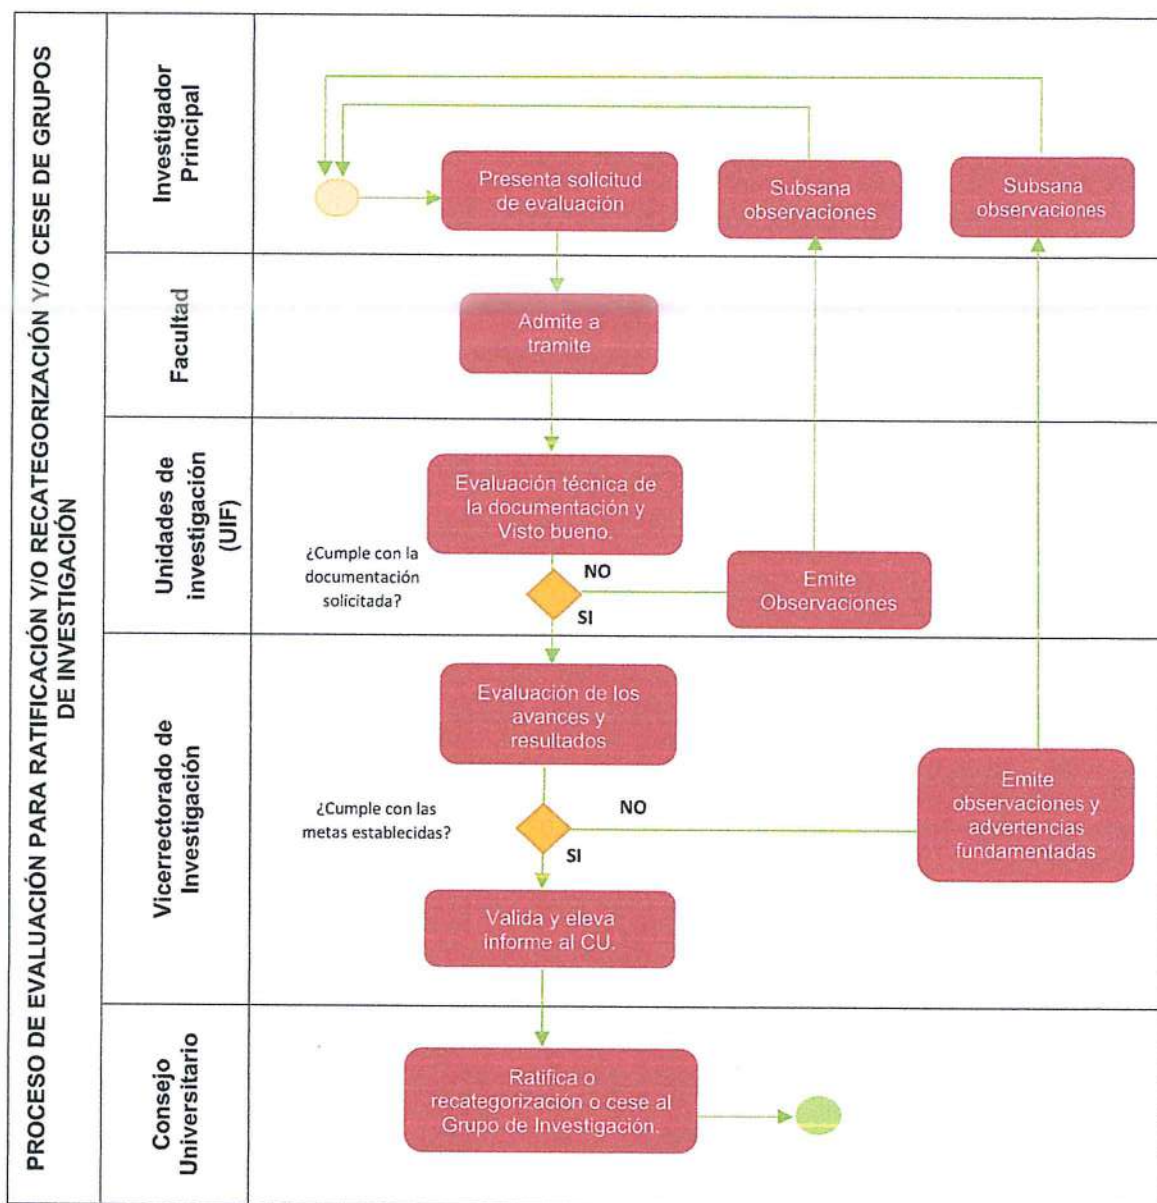 PROCESO DE EVALUACIÓN PARA RATIFICACIÓN Y/O RECATEGORIZACIÓN Y/O CESE DE GRUPOS
DE INVESTIGACIÓN
Investigador
Principal
Presenta solicitud
de evaluación
Subsana
observaciones
Subsana
observaciones
Facultad
Admite a
tramite
Unidades de
investigación
(UIF)
Evaluación técnica de
la documentación y
Visto bueno.
¿Cumple con la
documentación
solicitada?
NO
SI
Emite
Observaciones
Vicerrectorado de
Investigación
Evaluación de los
avances y
resultados
¿Cumple con las
metas establecidas?
NO
SI
Emite
observaciones y
advertencias
fundamentadas
Valida y eleva
informe al CU.
Consejo
Universitario
Ratifica o
recategorización o cese al
Grupo de Investigación.